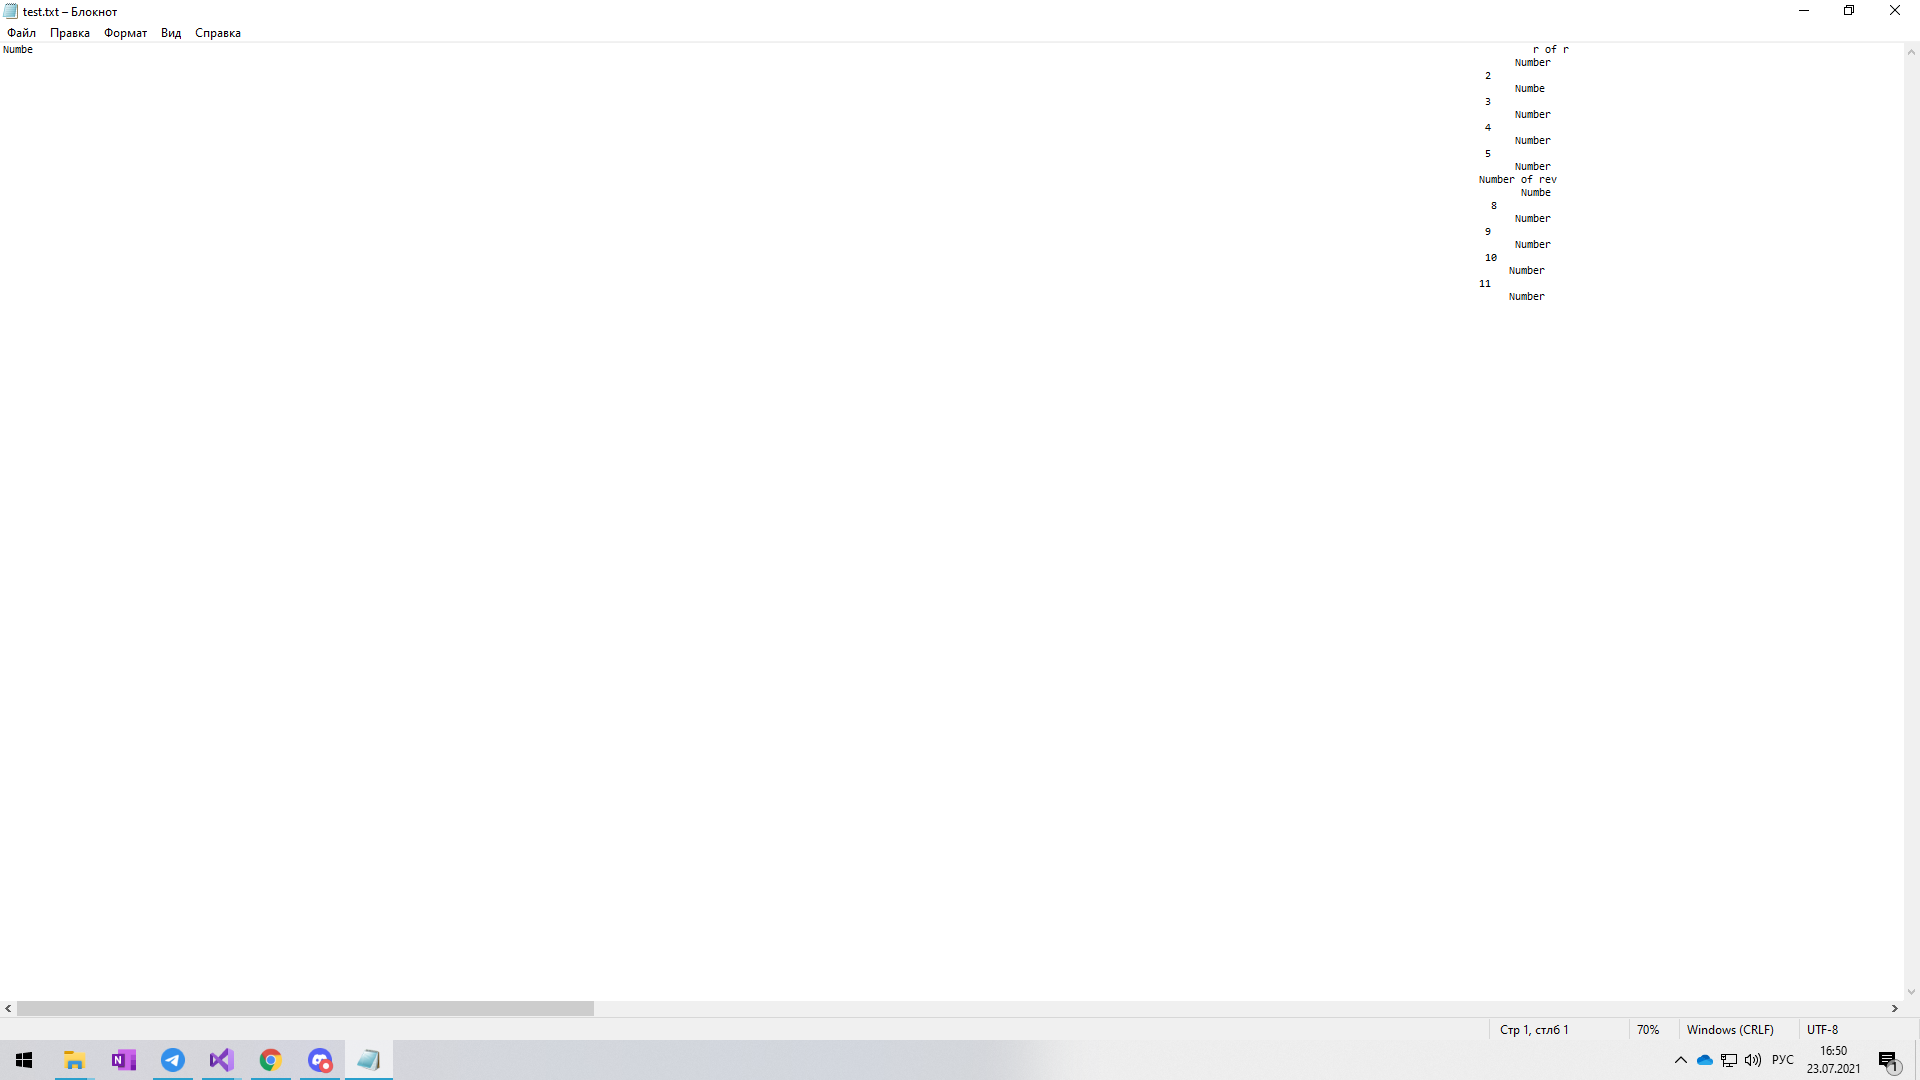 test.txt – Блокнот
Файл Правка Формат Вид Справка
Numbe r of r
Number
2
Numbe
3
Number
4
Number
5
Number
Number of rev
Numbe
8
Number
9
Number
10
Number
11
Number
Стр 1, стлб 1 70% Windows (CRLF) UTF-8
N РУС 16:50 1
23.07.2021